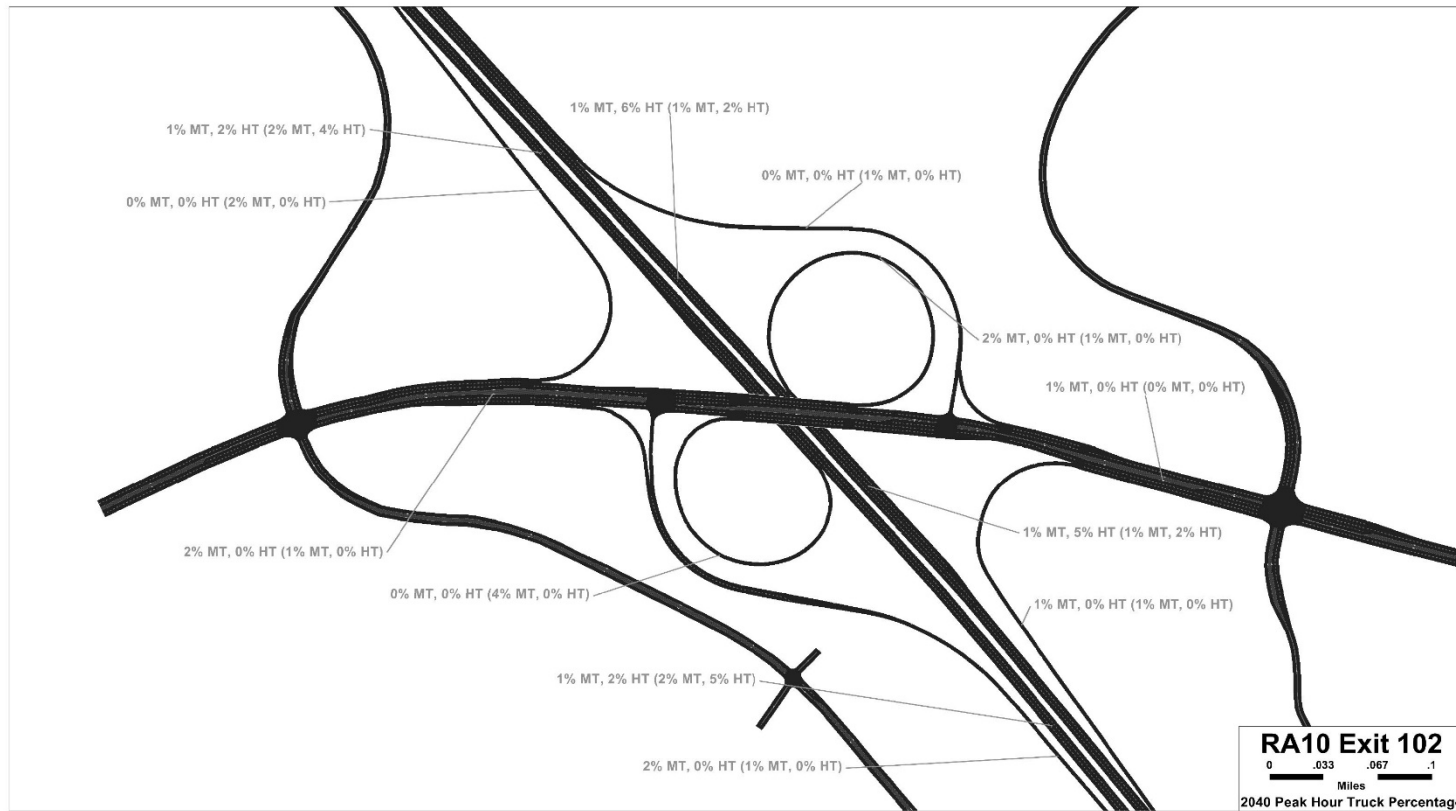 1% MT, 6% HT (1% MT, 2% HT)
1% MT, 2% HT (2% MT, 4% HT)
0% MT, 0% HT (1% MT, 0% HT)
0% MT, 0% HT (2% MT, 0% HT)
2% MT, 0% HT (1% MT, 0% HT)
1% MT, 0% HT (0% MT, 0% HT)
1% MT, 5% HT (1% MT, 2% HT)
2% MT, 0% HT (1% MT, 0% HT)
0% MT, 0% HT (4% MT, 0% HT)
1% MT, 0% HT (1% MT, 0% HT)
1% MT, 2% HT (2% MT, 5% HT)
2% MT, 0% HT (1% MT, 0% HT)
RA10 Exit 102
0 .033 .067 .1
Miles
2040 Peak Hour Truck Percentag